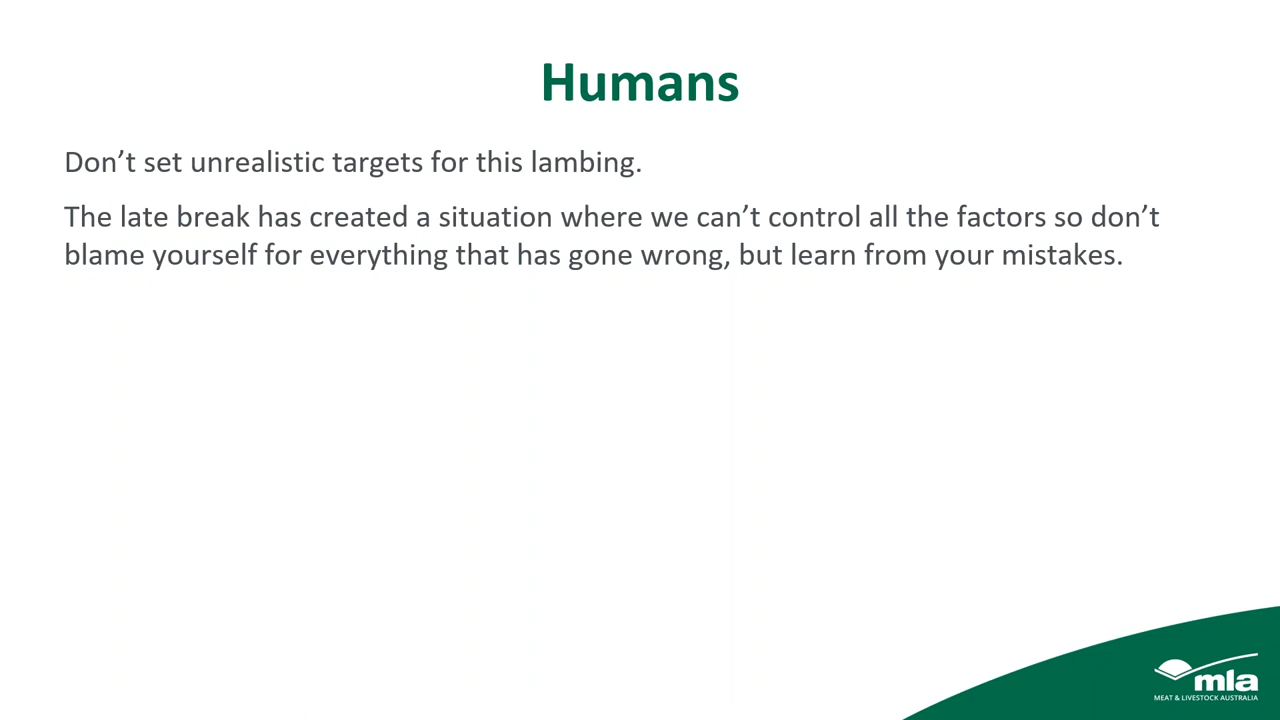 Humans
Don’t set unrealistic targets for this lambing.
The late break has created a situation where we can’t control all the factors so don’t
blame yourself for everything that has gone wrong, but learn from your mistakes.
mla
MEAT & LIVESTOCK AUSTRALIA